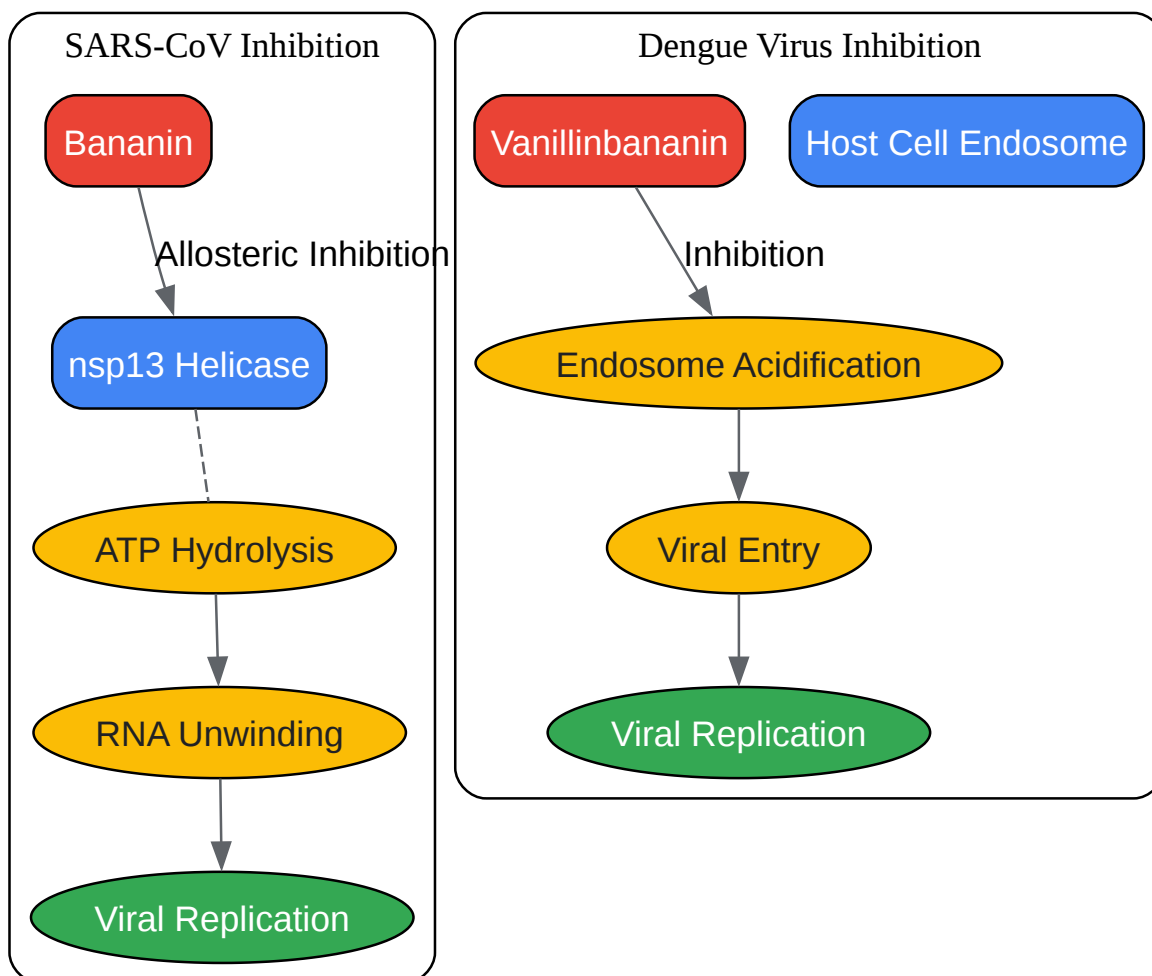 SARS-CoV Inhibition
Bananin
Allosteric Inhibition
nsp13 Helicase
ATP Hydrolysis
RNA Unwinding
Viral Replication
Dengue Virus Inhibition
Vanillinbananin
Host Cell Endosome
Inhibition
Endosome Acidification
Viral Entry
Viral Replication